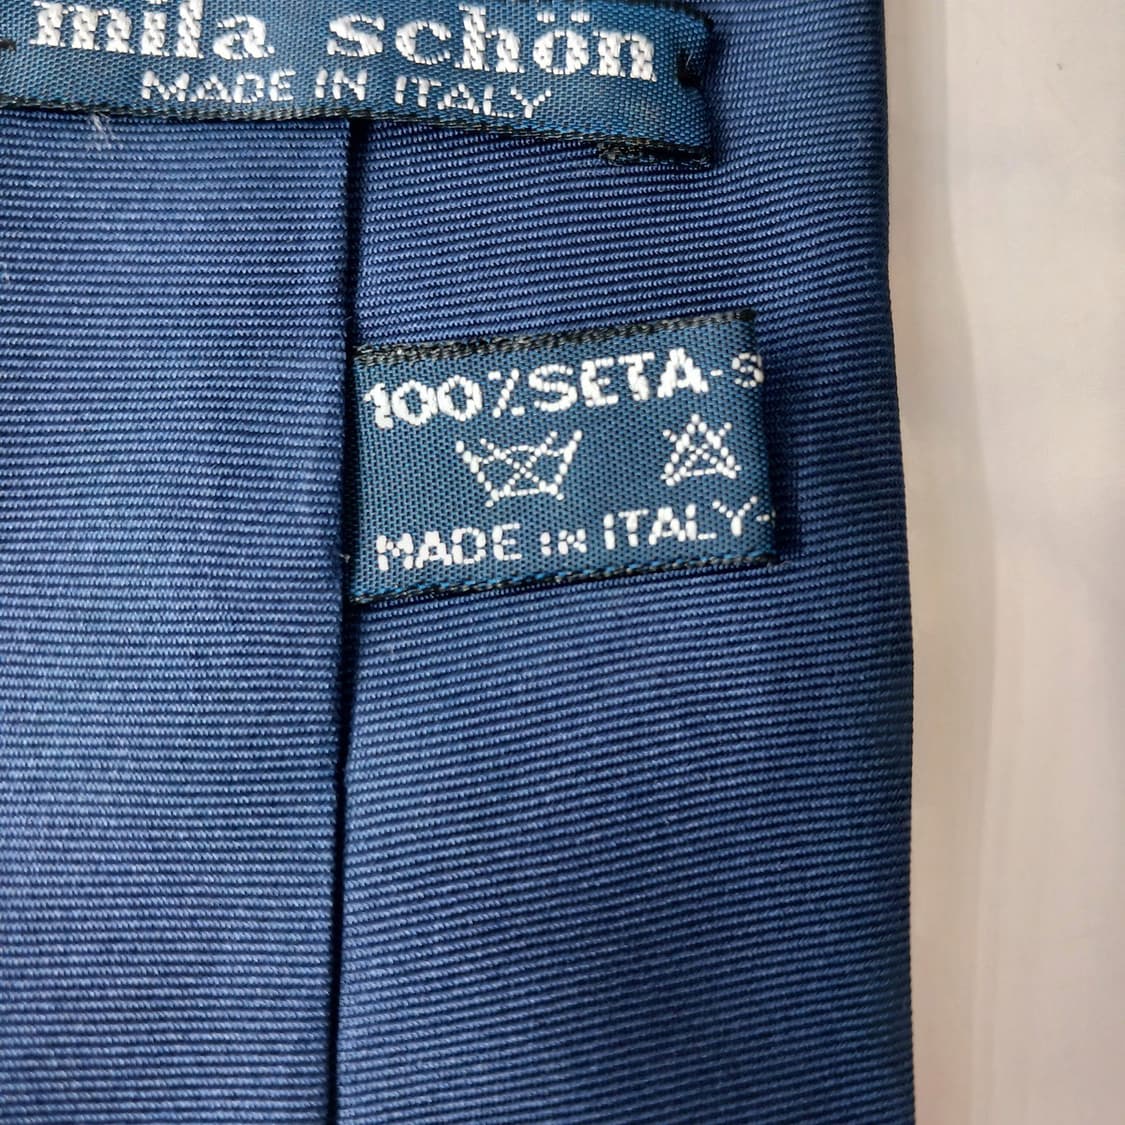 mila schön
MADE IN ITALY
100%SETA-S
MADE IN ITALY-